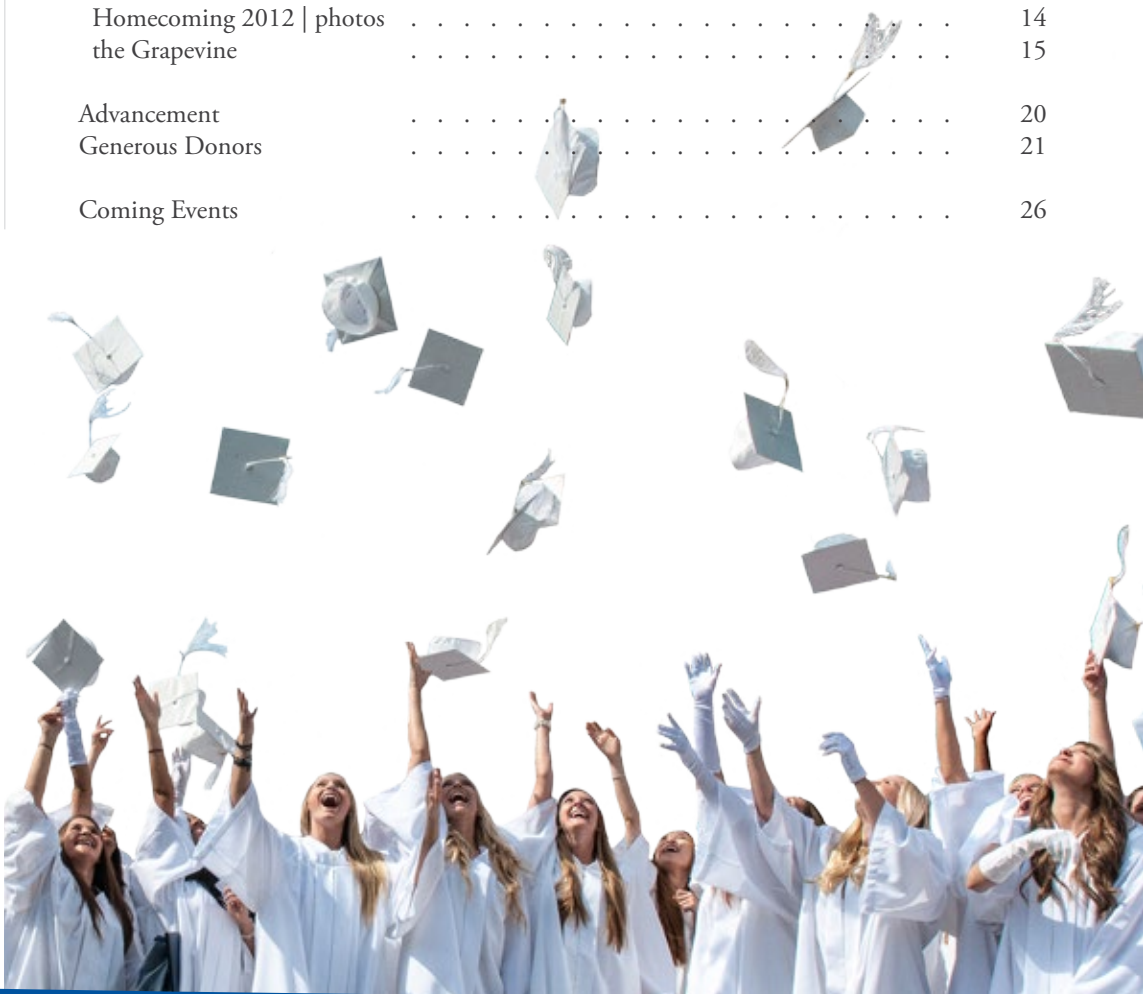 Homecoming 2012 | photos . . . . . . . . . . . . . . . . . . . . . 14
the Grapevine . . . . . . . . . . . . . . . . . . . . . 15
Advancement . . . . . . . . . . . . . . . . . . . . . 20
Generous Donors . . . . . . . . . . . . . . . . . . . . . 21
Coming Events . . . . . . . . . . . . . . . . . . . . . 26